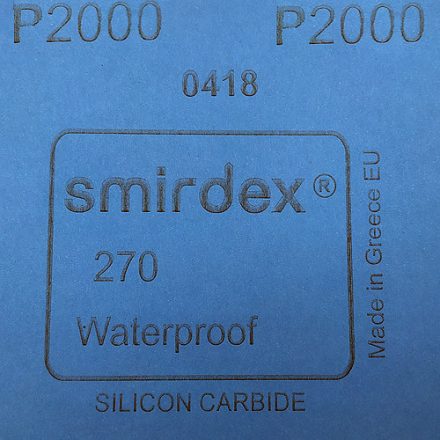 P2000 P2000
0418
smirdex®
270
Waterproof
Made in Greece EU
SILICON CARBIDE